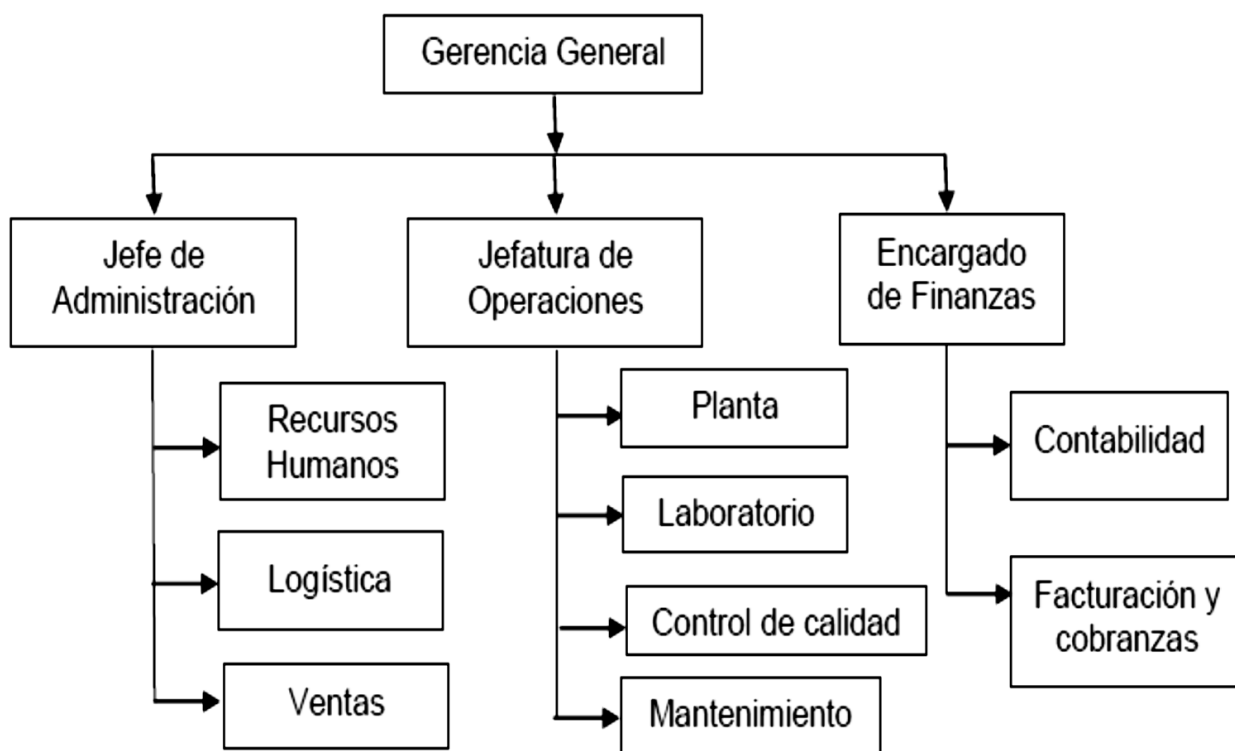 Gerencia General
Jefe de
Administración
Jefatura de
Operaciones
Encargado
de Finanzas
Recursos
Humanos
Logística
Ventas
Planta
Laboratorio
Control de calidad
Mantenimiento
Contabilidad
Facturación y
cobranzas